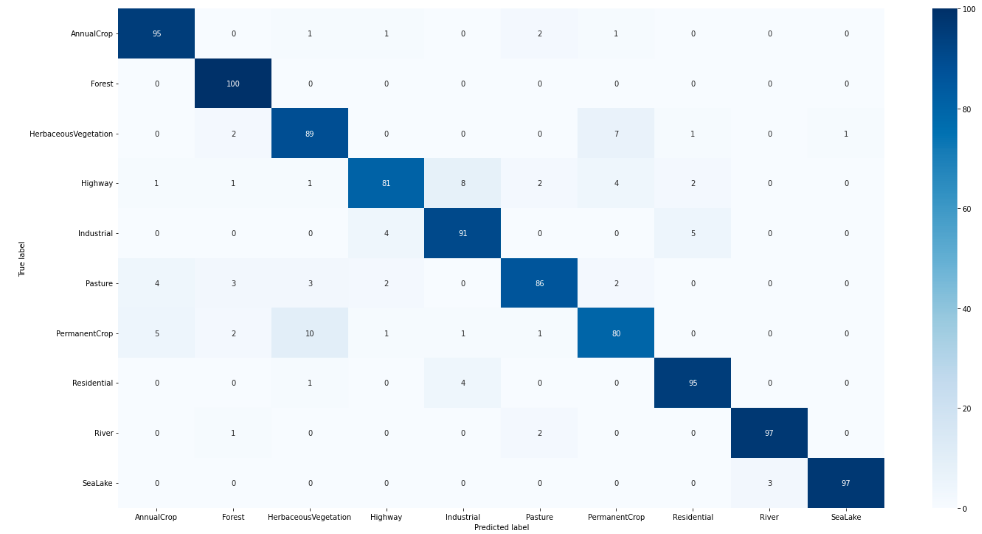 100
AnnualCrop 95 0 1 1 0 2 1 0 0 0
Forest 0 100 0 0 0 0 0 0 0 0
80
HerbaceousVegetation 0 2 89 0 0 0 7 1 0 1
Highway 1 1 1 81 8 2 4 2 0 0
60
Industrial 0 0 0 4 91 0 0 5 0 0
True label
Pasture 4 3 3 2 0 86 2 0 0 0
40
PermanentCrop 5 2 10 1 1 1 80 0 0 0
Residential 0 0 1 0 4 0 0 95 0 0
20
River 0 1 0 0 0 2 0 0 97 0
SeaLake 0 0 0 0 0 0 0 0 3 97
0
AnnualCrop Forest HerbaceousVegetation Highway Industrial Pasture PermanentCrop Residential River SeaLake
Predicted label